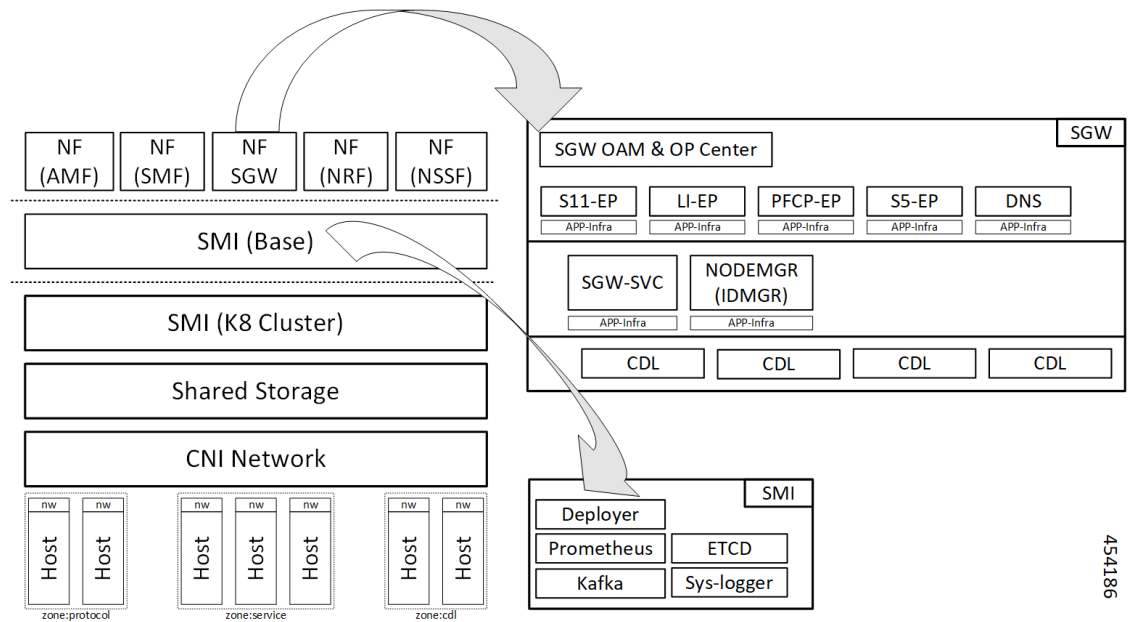 NF
(AMF)
NF
(SMF)
NF
SGW
NF
(NRF)
NF
(NSSF)
SMI (Base)
SMI (K8 Cluster)
Shared Storage
CNI Network
nw
Host
nw
Host
zone:protocol
nw
Host
nw
Host
nw
Host
zone:service
nw
Host
nw
Host
zone:cdl
SGW
SGW OAM & OP Center
S11-EP
APP-Infra
LI-EP
APP-Infra
PFCP-EP
APP-Infra
S5-EP
APP-Infra
DNS
APP-Infra
SGW-SVC
APP-Infra
NODEMGR
(IDMGR)
APP-Infra
CDL
CDL
CDL
CDL
SMI
Deployer
Prometheus
ETCD
Kafka
Sys-logger
454186